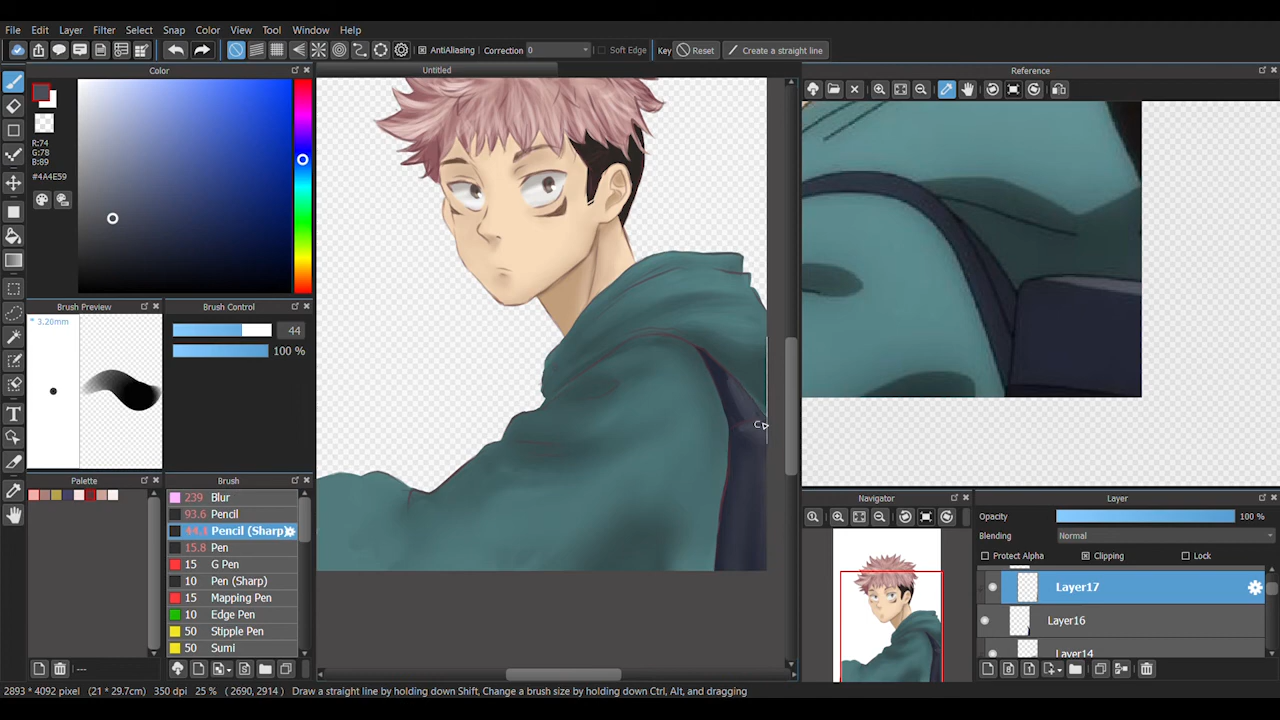 File Edit Layer Filter Select Snap Color View Tool Window Help
AntiAliasing Correction 0 Soft Edge Key Reset Create a straight line
Color
R:74
G:78
B:89
#4A4E59
Brush Preview
3.20mm
Brush Control
44
100 %
Palette
---
Brush
239 Blur
93.6 Pencil
44.1 Pencil (Sharp)
15.8 Pen
15 G Pen
10 Pen (Sharp)
15 Mapping Pen
10 Edge Pen
50 Stipple Pen
50 Sumi
Untitled
Reference
Navigator
Layer
Opacity 100 %
Blending Normal
Protect Alpha Clipping Lock
Layer17
Layer16
Layer14
2893 * 4092 pixel (21 * 29.7cm) 350 dpi 25 % ( 2690, 2914 ) Draw a straight line by holding down Shift, Change a brush size by holding down Ctrl, Alt, and dragging